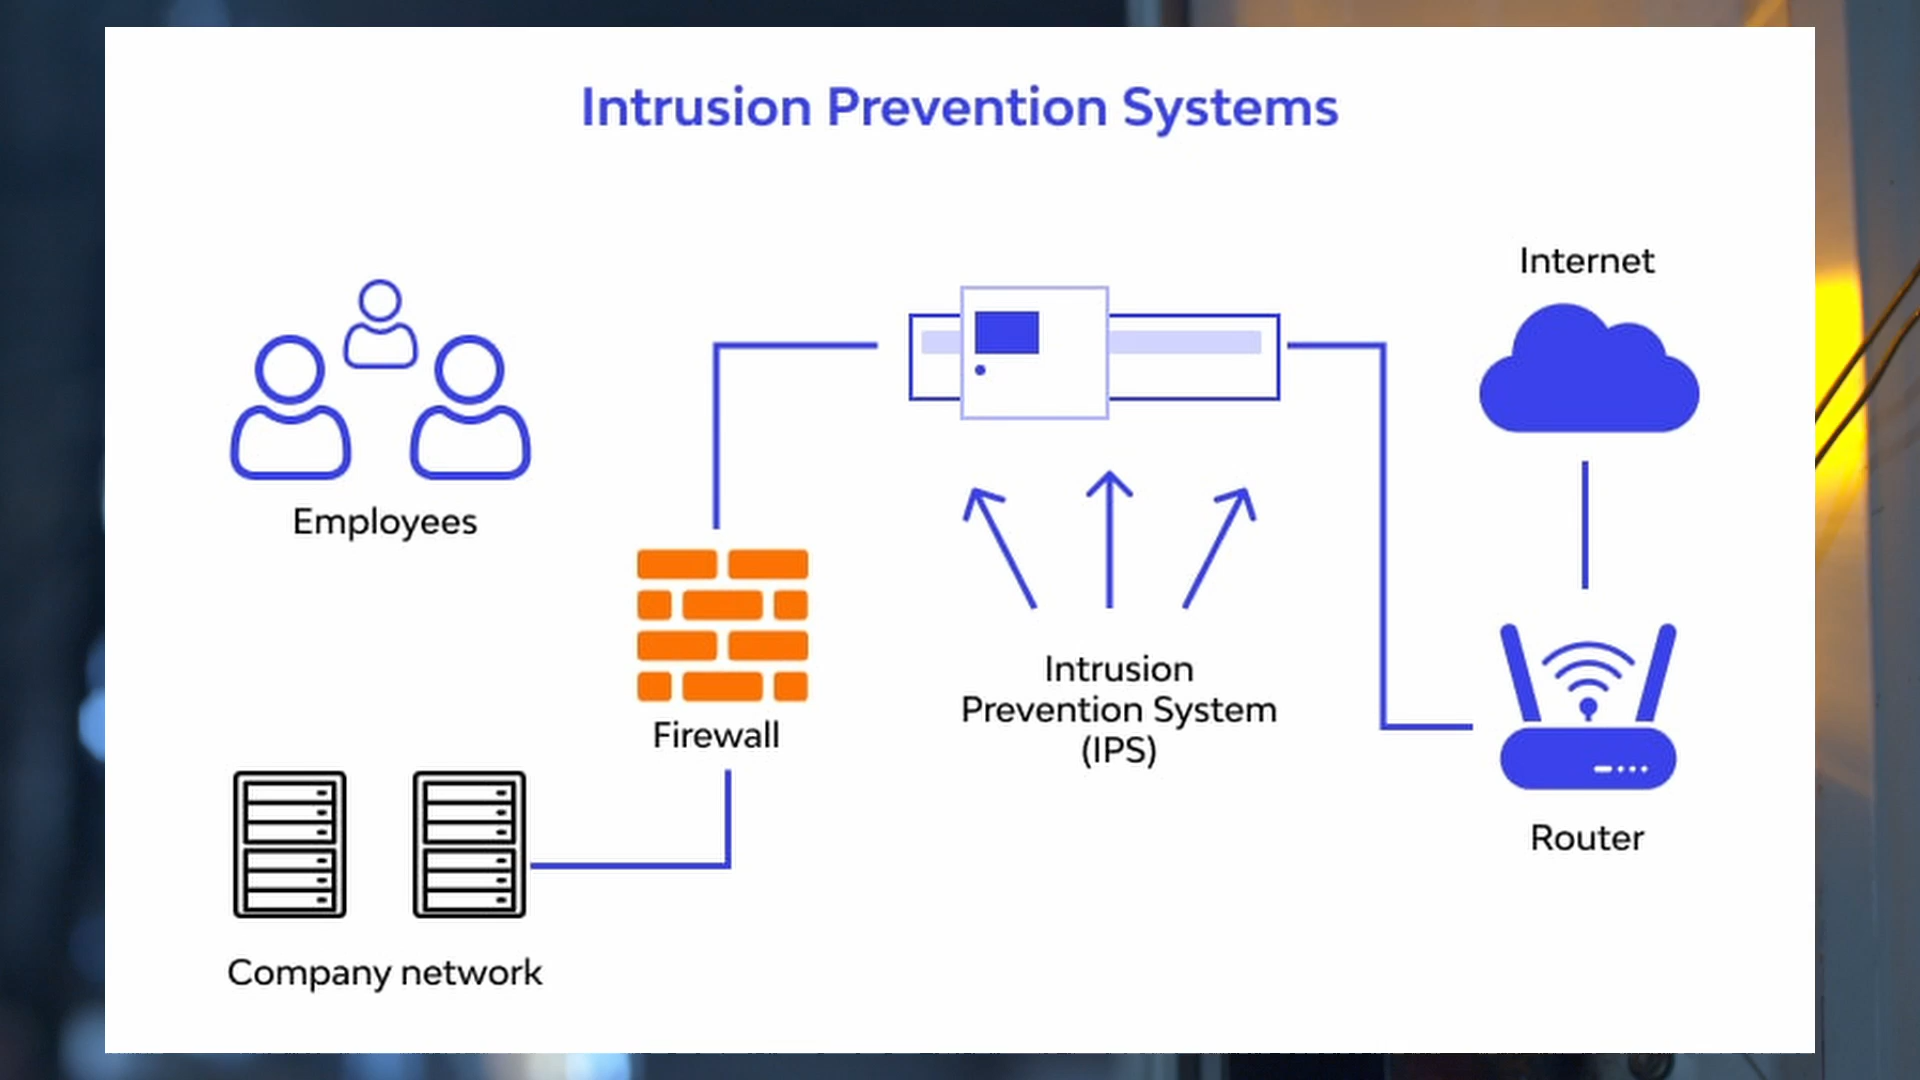 Intrusion Prevention Systems
Internet
Employees
Intrusion
Prevention System
(IPS)
Firewall
Router
Company network